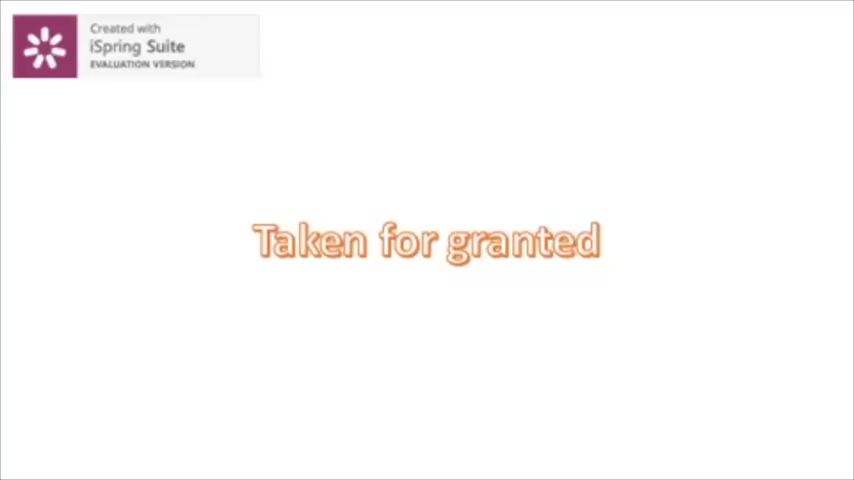 Created with
iSpring Suite
EVALUATION VERSION
Taken for granted